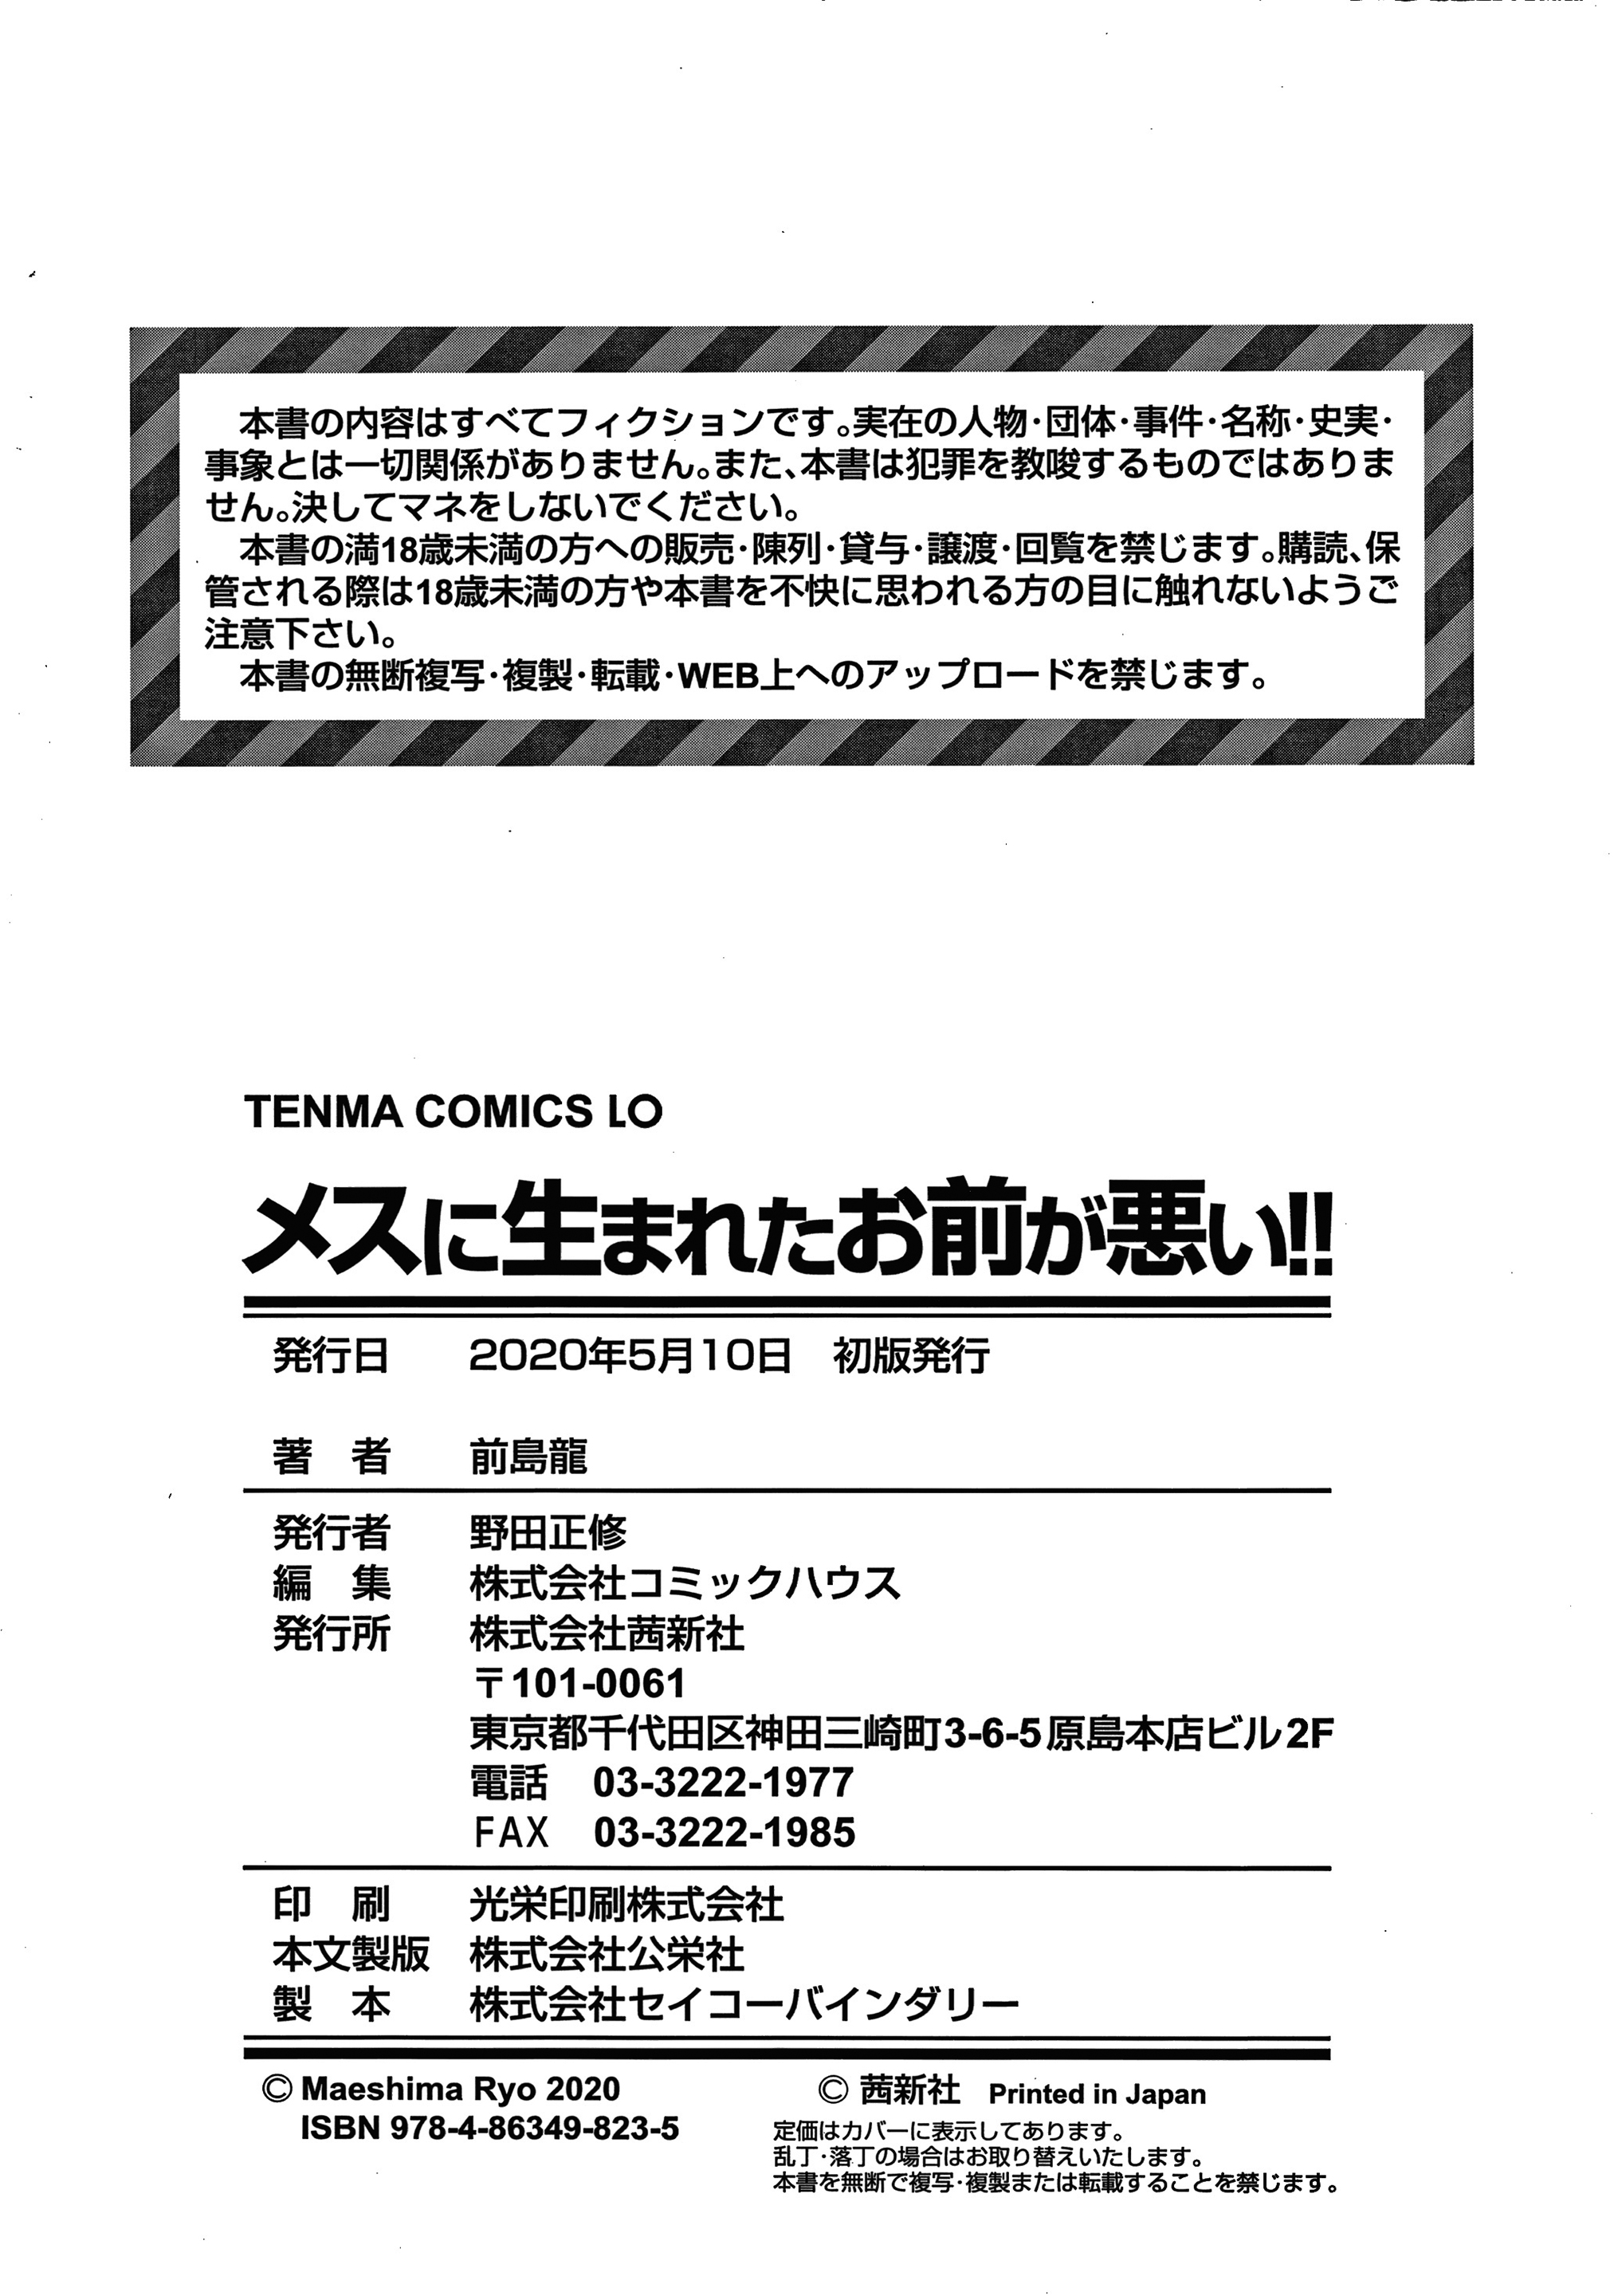 本書の内容はすべてフィクションです。実在の人物・団体・事件・名称・史実・
事象とは一切関係がありません。また、本書は犯罪を教唆するものではありま
せん。決してマネをしないでください。
本書の満18歳未満の方への販売・陳列・貸与・譲渡・回覧を禁じます。購読、保
管される際は18歳未満の方や本書を不快に思われる方の目に触れないようご
注意下さい。
本書の無断複写・複製・転載・WEB上へのアップロードを禁じます。
TENMA COMICS LO
メスに生まれたお前が悪い!!
発行日 2020年5月10日 初版発行
著 者 前島龍
発行者 野田正修
編 集 株式会社コミックハウス
発行所 株式会社茜新社
〒101-0061
東京都千代田区神田三崎町3-6-5原島本店ビル2F
電話 03-3222-1977
FAX 03-3222-1985
印 刷 光栄印刷株式会社
本文製版 株式会社公栄社
製 本 株式会社セイコーバインダリー
© Maeshima Ryo 2020
ISBN 978-4-86349-823-5
© 茜新社 Printed in Japan
定価はカバーに表示してあります。
乱丁・落丁の場合はお取り替えいたします。
本書を無断で複写・複製または転載することを禁じます。